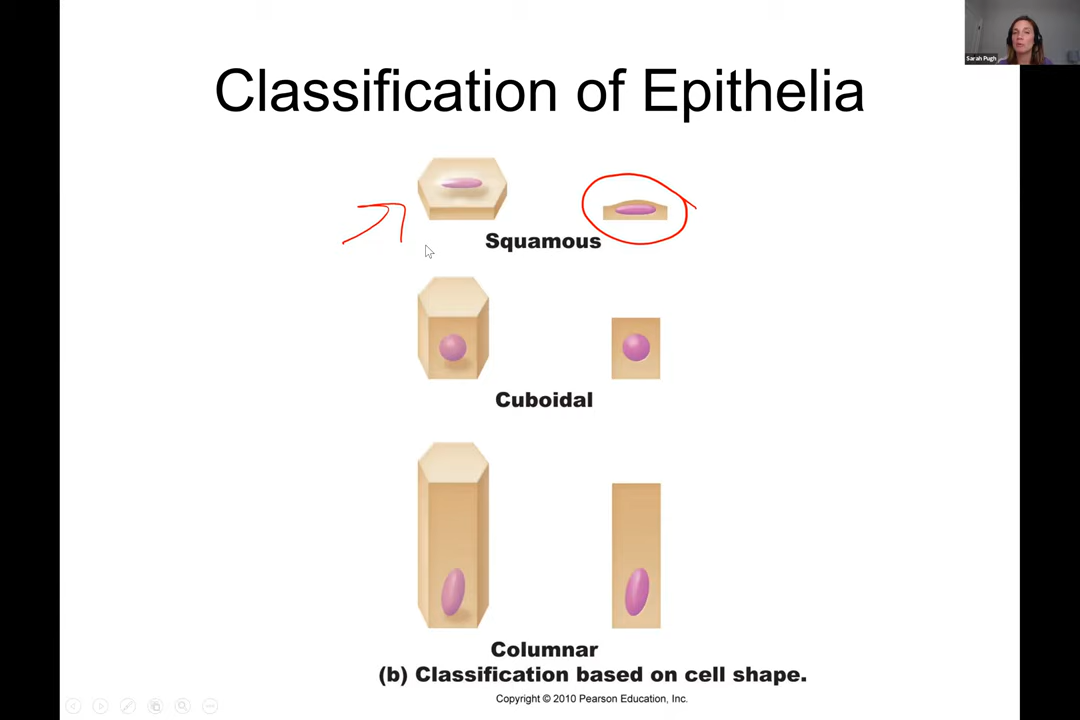 Sarah Pugh
Classification of Epithelia
Squamous
Cuboidal
Columnar
(b) Classification based on cell shape.
Copyright © 2010 Pearson Education, Inc.